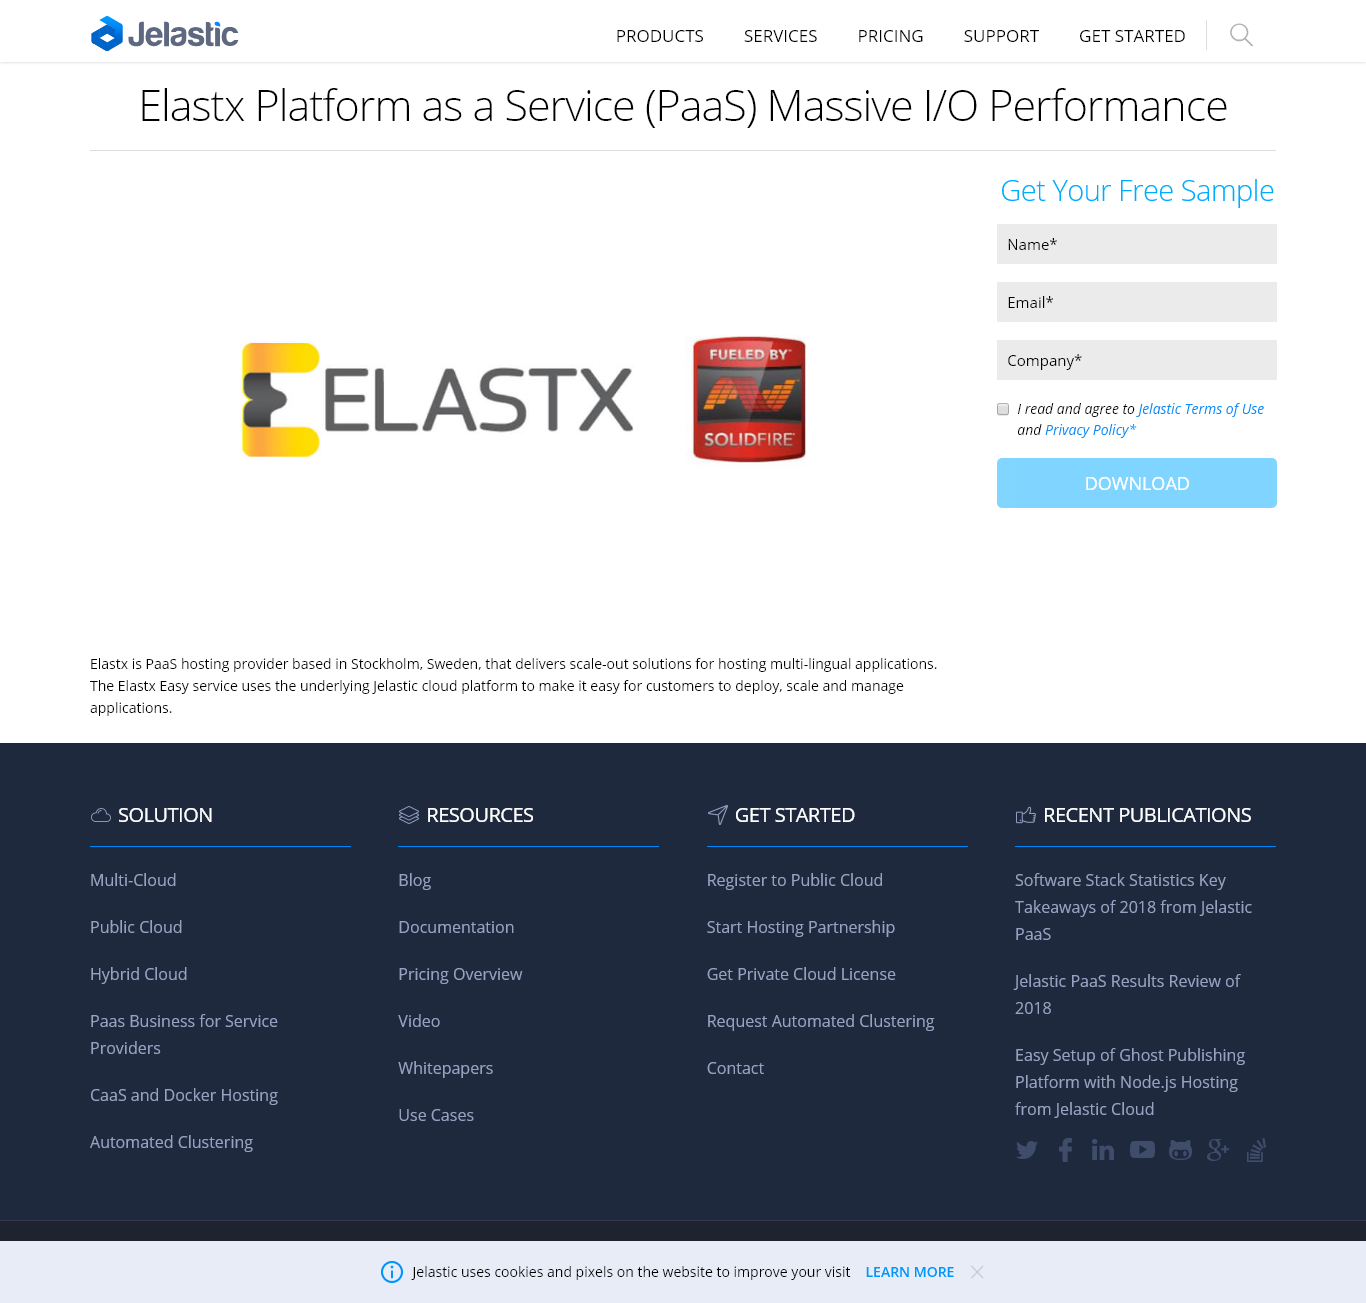 Jelastic
PRODUCTS
SERVICES
PRICING
SUPPORT
GET STARTED
Elastx Platform as a Service (PaaS) Massive I/O Performance
ELASTX
FUELED BY™
SOLIDFIRE
Get Your Free Sample
Name*
Email*
Company*
I read and agree to Jelastic Terms of Use
and Privacy Policy*
DOWNLOAD
Elastx is PaaS hosting provider based in Stockholm, Sweden, that delivers scale-out solutions for hosting multi-lingual applications.
The Elastx Easy service uses the underlying Jelastic cloud platform to make it easy for customers to deploy, scale and manage
applications.
SOLUTION
Multi-Cloud
Public Cloud
Hybrid Cloud
Paas Business for Service
Providers
CaaS and Docker Hosting
Automated Clustering
RESOURCES
Blog
Documentation
Pricing Overview
Video
Whitepapers
Use Cases
GET STARTED
Register to Public Cloud
Start Hosting Partnership
Get Private Cloud License
Request Automated Clustering
Contact
RECENT PUBLICATIONS
Software Stack Statistics Key
Takeaways of 2018 from Jelastic
PaaS
Jelastic PaaS Results Review of
2018
Easy Setup of Ghost Publishing
Platform with Node.js Hosting
from Jelastic Cloud
Jelastic uses cookies and pixels on the website to improve your visit
LEARN MORE